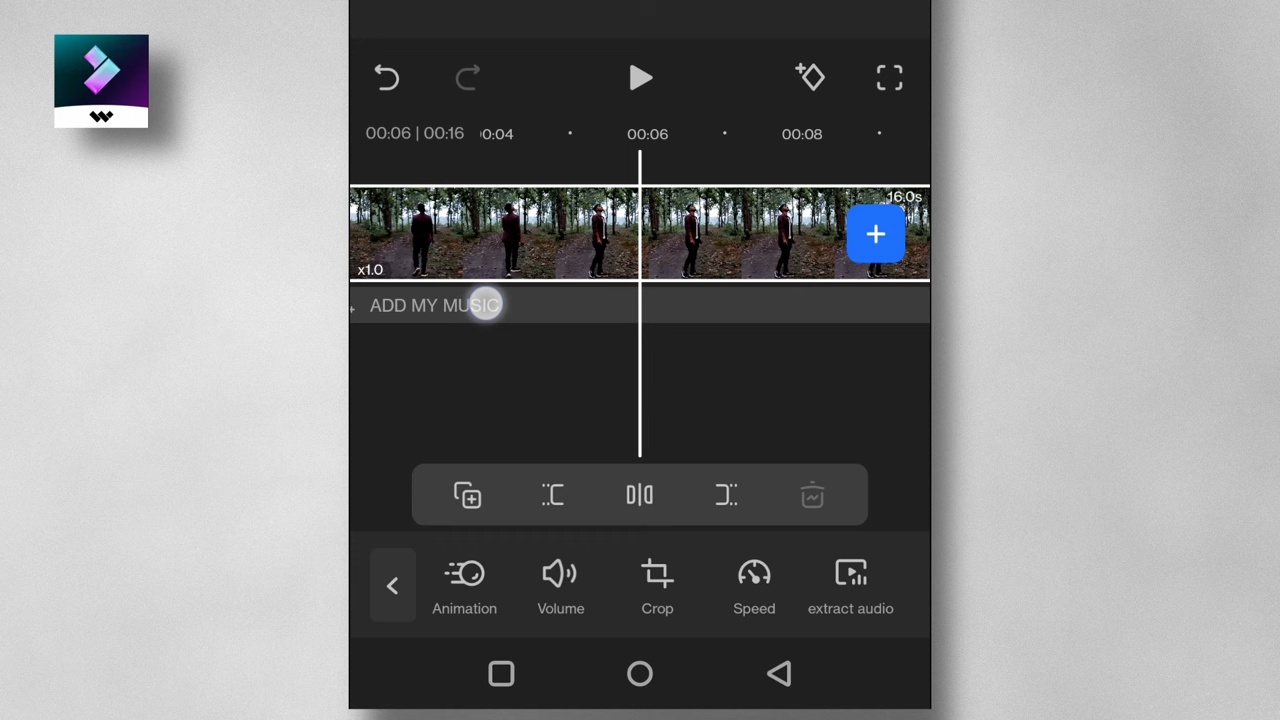 00:06 | 00:16
0:04
00:06
00:08
16.0s
x1.0
ADD MY MUSIC
Animation
Volume
Crop
Speed
extract audio